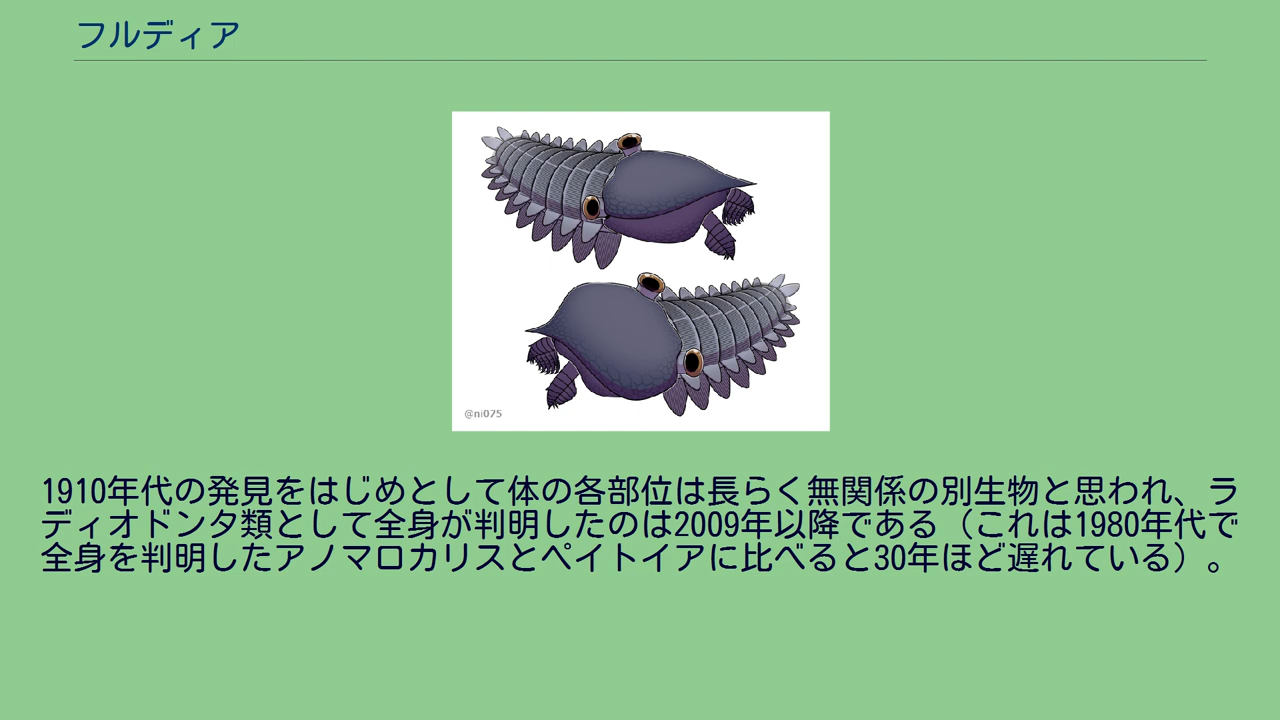 フルディア
@ni075
1910年代の発見をはじめとして体の各部位は長らく無関係の別生物と思われ、ラ
ディオドンタ類として全身が判明したのは2009年以降である（これは1980年代で
全身を判明したアノマロカリスとペイトイアに比べると30年ほど遅れている）。